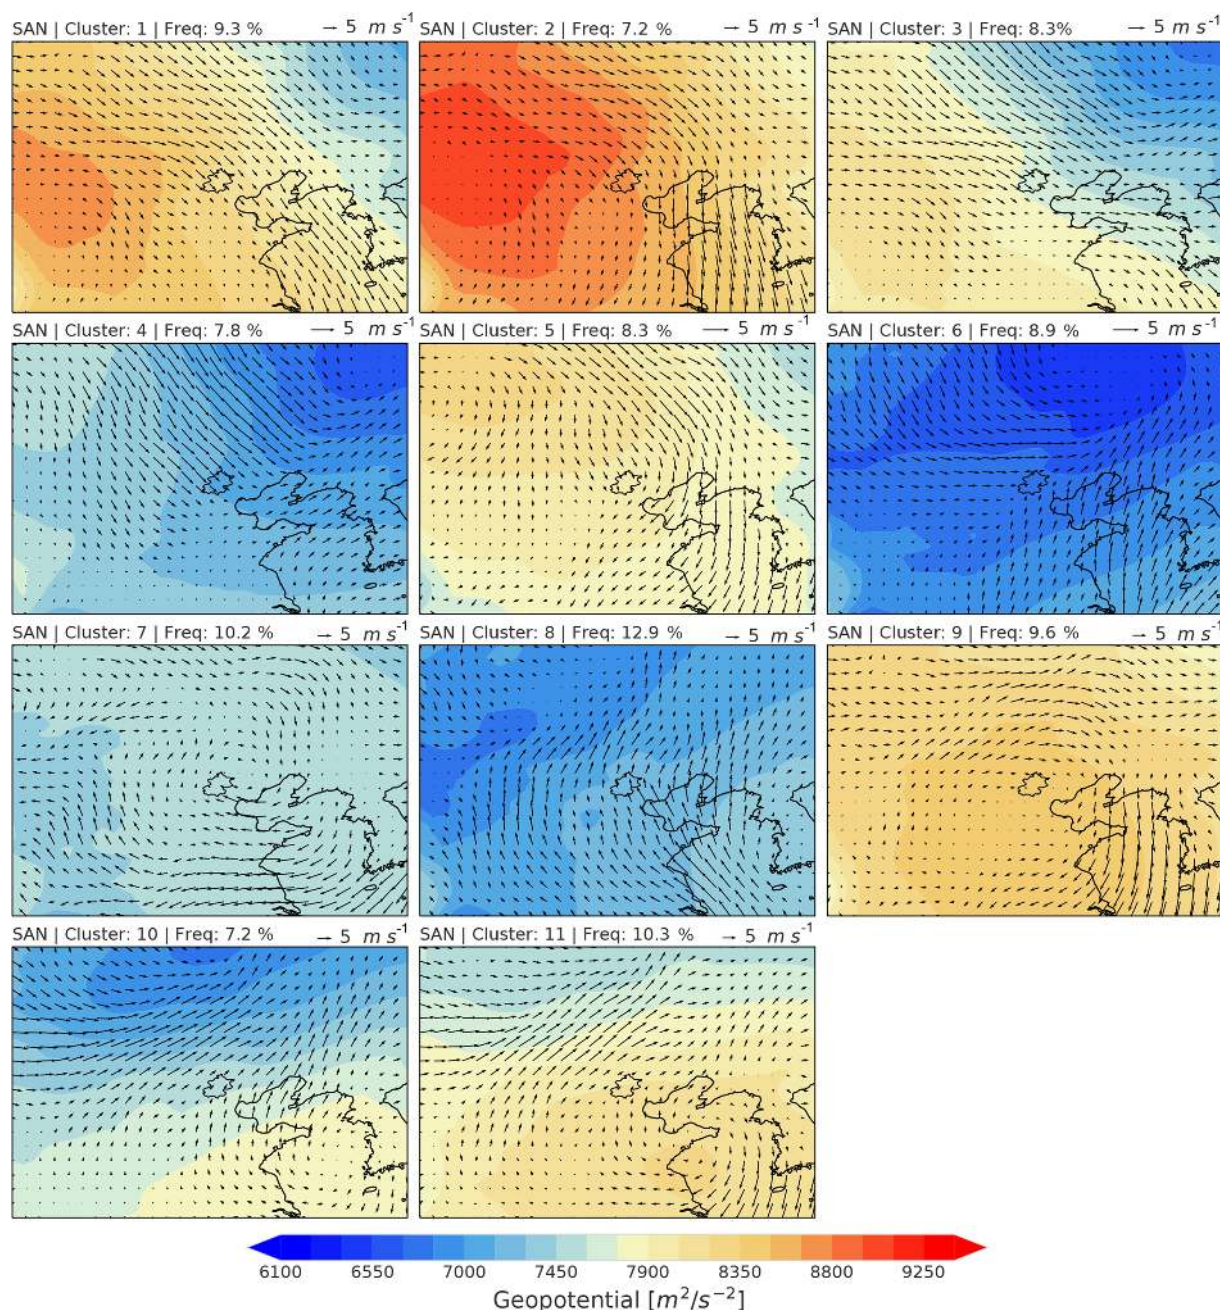 SAN | Cluster: 1 | Freq: 9.3 % → 5 m s⁻¹
SAN | Cluster: 2 | Freq: 7.2 % → 5 m s⁻¹
SAN | Cluster: 3 | Freq: 8.3% → 5 m s⁻¹
SAN | Cluster: 4 | Freq: 7.8 % → 5 m s⁻¹
SAN | Cluster: 5 | Freq: 8.3 % → 5 m s⁻¹
SAN | Cluster: 6 | Freq: 8.9 % → 5 m s⁻¹
SAN | Cluster: 7 | Freq: 10.2 % → 5 m s⁻¹
SAN | Cluster: 8 | Freq: 12.9 % → 5 m s⁻¹
SAN | Cluster: 9 | Freq: 9.6 % → 5 m s⁻¹
SAN | Cluster: 10 | Freq: 7.2 % → 5 m s⁻¹
SAN | Cluster: 11 | Freq: 10.3 % → 5 m s⁻¹
6100 6550 7000 7450 7900 8350 8800 9250
Geopotential [m²/s⁻²]